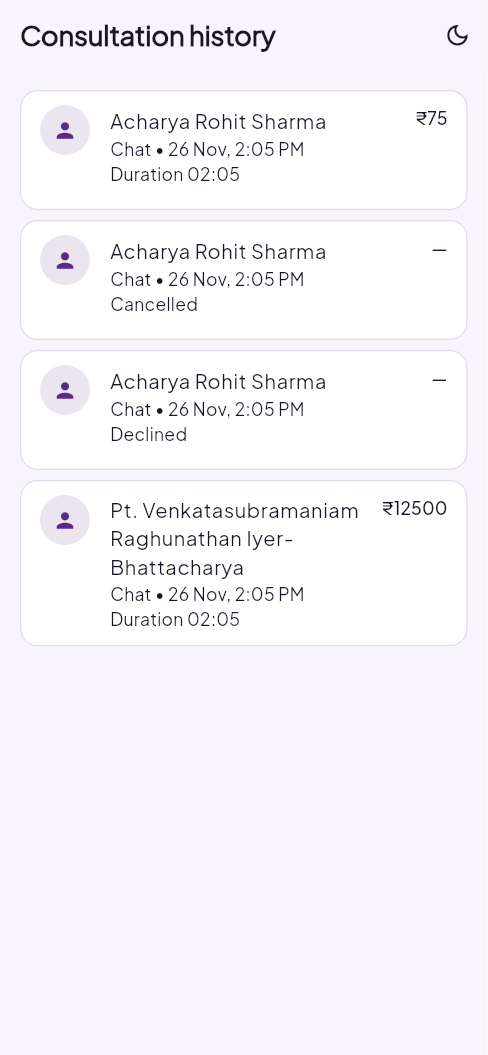 Consultation history
Acharya Rohit Sharma
₹75
Chat • 26 Nov, 2:05 PM
Duration 02:05
Acharya Rohit Sharma
—
Chat • 26 Nov, 2:05 PM
Cancelled
Acharya Rohit Sharma
—
Chat • 26 Nov, 2:05 PM
Declined
Pt. Venkatasubramaniam
₹12500
Raghunathan Iyer-
Bhattacharya
Chat • 26 Nov, 2:05 PM
Duration 02:05